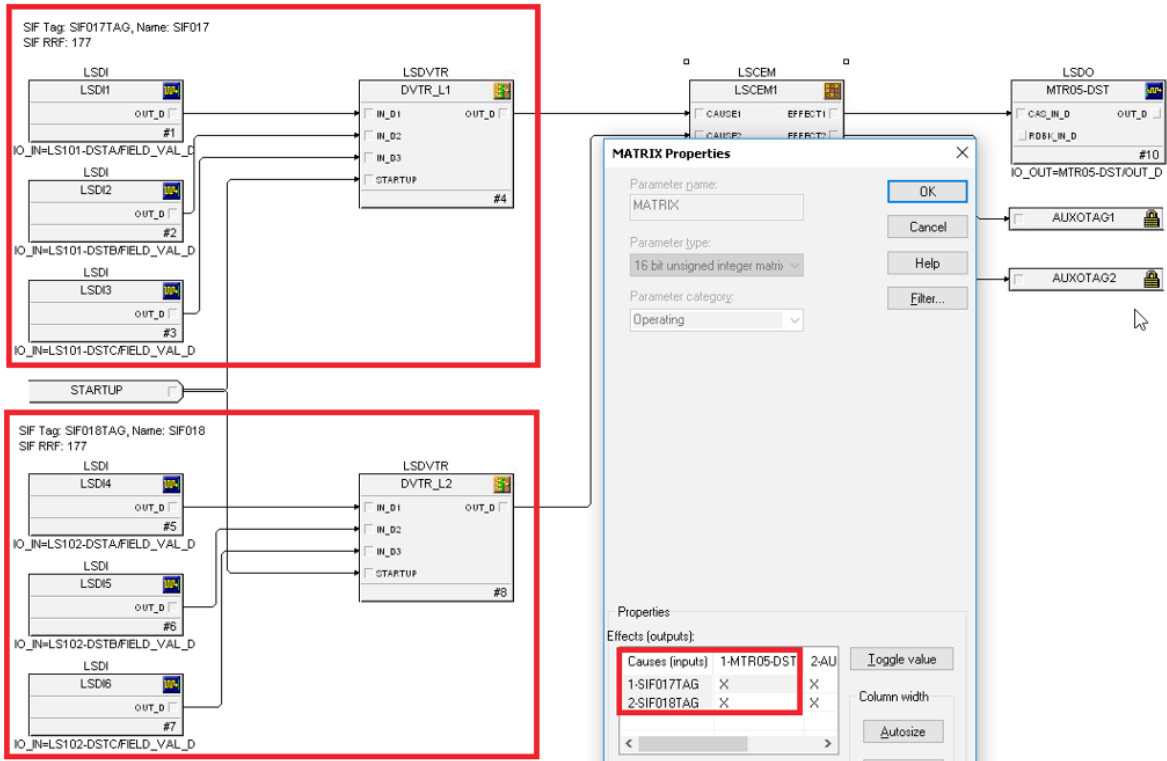 SIF Tag: SIF017TAG, Name: SIF017
SIF RRF: 177
LSDI
LSDI1
OUT_D
#1
IO_IN=LS101-DSTA/FIELD_VAL_D
LSDI
LSDI2
OUT_D
#2
IO_IN=LS101-DSTB/FIELD_VAL_D
LSDI
LSDI3
OUT_D
#3
IO_IN=LS101-DSTC/FIELD_VAL_D
LSDVTR
DVTR_L1
IN_D1 OUT_D
IN_D2
IN_D3
STARTUP
#4
STARTUP
SIF Tag: SIF018TAG, Name: SIF018
SIF RRF: 177
LSDI
LSDI4
OUT_D
#5
IO_IN=LS102-DSTA/FIELD_VAL_D
LSDI
LSDI5
OUT_D
#6
IO_IN=LS102-DSTB/FIELD_VAL_D
LSDI
LSDI6
OUT_D
#7
IO_IN=LS102-DSTC/FIELD_VAL_D
LSDVTR
DVTR_L2
IN_D1 OUT_D
IN_D2
IN_D3
STARTUP
#8
LSCEM
LSCEM1
CAUSE1 EFFECT1
CAUSE2 EFFECT2
LSDO
MTR05-DST
CAS_IN_D OUT_D
RDBK_IN_D
#10
IO_OUT=MTR05-DST/OUT_D
AUXOTAG1
AUXOTAG2
MATRIX Properties
Parameter name:
MATRIX
Parameter type:
16 bit unsigned integer matrix
Parameter category:
Operating
OK
Cancel
Help
Filter...
Properties
Effects (outputs):
Causes (inputs) 1-MTR05-DST 2-AU
1-SIF017TAG X X
2-SIF018TAG X X
Toggle value
Column width
Autosize